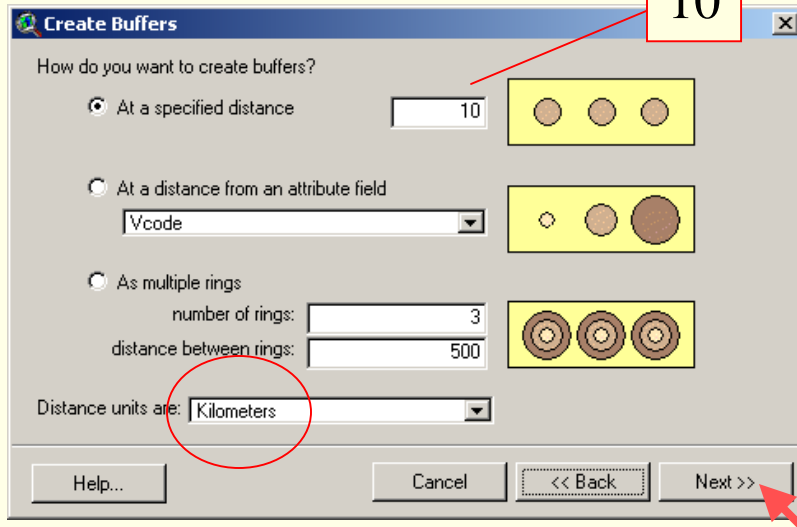 10
Create Buffers
How do you want to create buffers?
At a specified distance 10
At a distance from an attribute field
Vcode
As multiple rings
number of rings: 3
distance between rings: 500
Distance units are: Kilometers
Help... Cancel << Back Next >>